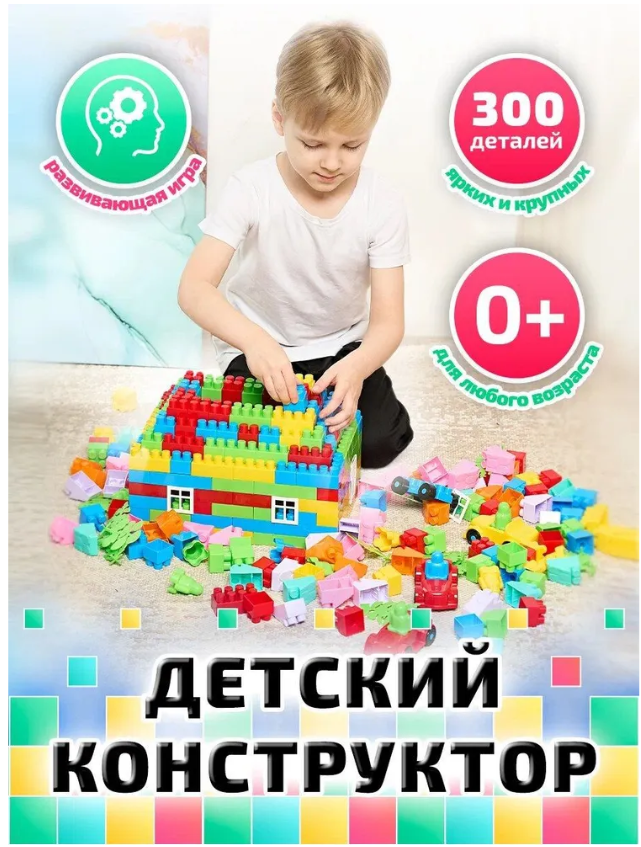 развивающая игра
300
деталей
ярких и крупных
0+
для любого возраста
ДЕТСКИЙ
КОНСТРУКТОР